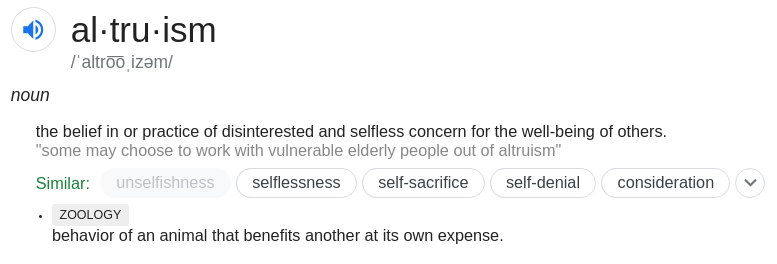 al·tru·ism
/ˈaltro͞oˌizəm/
noun
the belief in or practice of disinterested and selfless concern for the well-being of others.
"some may choose to work with vulnerable elderly people out of altruism"
Similar: unselfishness selflessness self-sacrifice self-denial consideration
• ZOOLOGY
behavior of an animal that benefits another at its own expense.